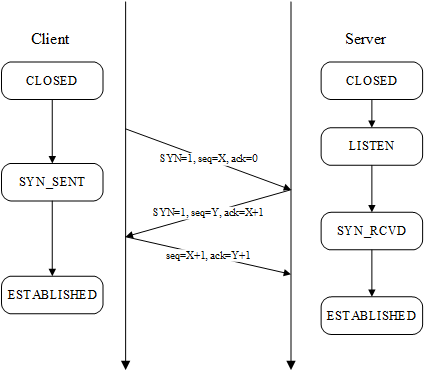 Client
Server
CLOSED
CLOSED
LISTEN
SYN=1, seq=X, ack=0
SYN_SENT
SYN=1, seq=Y, ack=X+1
SYN_RCVD
seq=X+1, ack=Y+1
ESTABLISHED
ESTABLISHED